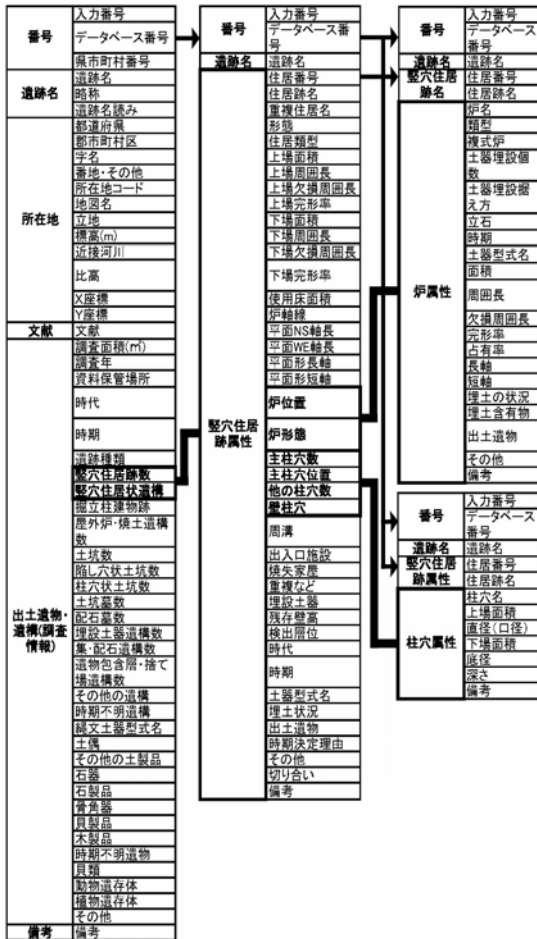 番号
入力番号
データベース番号
県市町村番号
遺跡名
遺跡名
略称
遺跡名読み
所在地
都道府県
郡市町村区
字名
番地・その他
所在地コード
地図名
立地
標高(m)
近接河川
比高
X座標
Y座標
文献
文献
出土遺物・
遺構(調査
情報)
調査面積(㎡)
調査年
資料保管場所
時代
時期
遺跡種類
竪穴住居跡数
竪穴住居状遺構
掘立柱建物跡
屋外炉・焼土遺構
数
土坑数
陥し穴状土坑数
柱穴状土坑数
土坑墓数
配石墓数
埋設土器遺構数
集・配石遺構数
遺物包含層・捨て
場遺構数
その他の遺構
時期不明遺構
縄文土器型式名
土偶
その他の土製品
石器
石製品
骨角器
貝製品
木製品
時期不明遺物
貝類
動物遺存体
植物遺存体
その他
備考
備考
番号
入力番号
データベース番
号
遺跡名
遺跡名
竪穴住居
跡属性
住居番号
住居跡名
重複住居名
形態
住居類型
上場面積
上場周囲長
上場欠損周囲長
上場完形率
下場面積
下場周囲長
下場欠損周囲長
下場完形率
使用床面積
炉軸線
平面NS軸長
平面WE軸長
平面形長軸
平面形短軸
炉位置
炉形態
主柱穴数
主柱穴位置
他の柱穴数
壁柱穴
周溝
出入口施設
焼失家屋
重複など
埋設土器
残存壁高
検出層位
時代
時期
土器型式名
埋土状況
出土遺物
時期決定理由
その他
切り合い
備考
番号
入力番号
データベース
番号
遺跡名
遺跡名
竪穴住居
跡名
住居番号
住居跡名
炉属性
炉名
類型
複式炉
土器埋設個
数
土器埋設据
え方
立石
時期
土器型式名
面積
周囲長
欠損周囲長
完形率
占有率
長軸
短軸
埋土の状況
埋土含有物
出土遺物
その他
備考
番号
入力番号
データベース
番号
遺跡名
遺跡名
竪穴住居
跡属性
住居番号
住居跡名
柱穴属性
柱穴名
上場面積
直径(口径)
下場面積
底径
深さ
備考